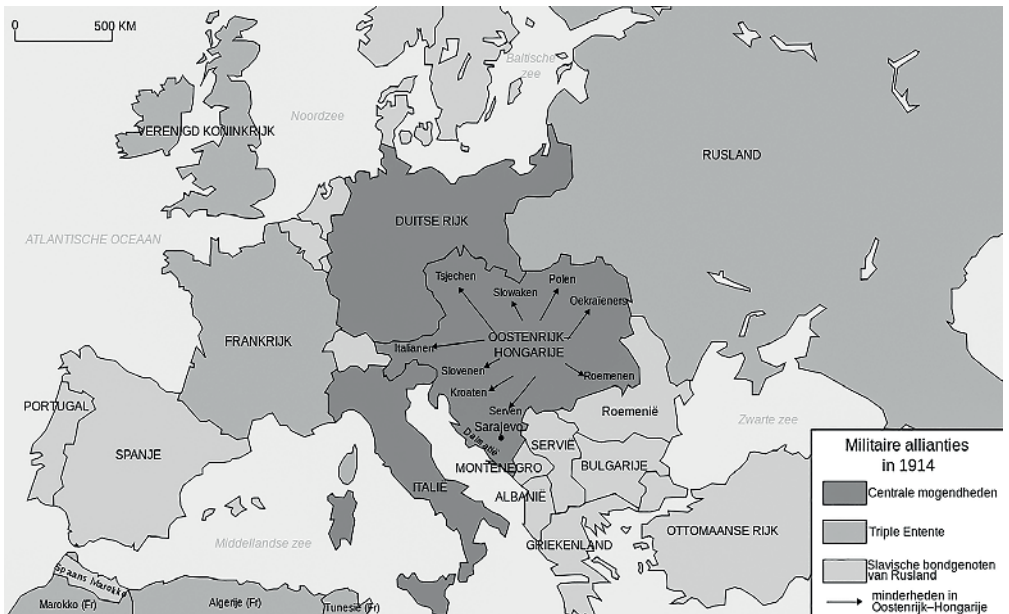 0 500 KM
Baltische
zee
Noordzee
VERENIGD KONINKRIJK
RUSLAND
DUITSE RIJK
ATLANTISCHE OCEAAN
Tsjechen
Polen
Slowaken
Oekraïeners
FRANKRIJK
OOSTENRIJK-
HONGARIJE
Italianen
Slovenen
Roemenen
Kroaten
PORTUGAL
Serven
Roemenië
Sarajevo
Zwarte zee
Dalmatië
SERVIË
SPANJE
MONTENEGRO
BULGARIJE
ITALIË
ALBANIË
OTTOMAANSE RIJK
Middellandse zee
GRIEKENLAND
Spaans Marokko
Marokko (Fr)
Algerije (Fr)
Tunesië (Fr)
Militaire allianties
in 1914
Centrale mogendheden
Triple Entente
Slavische bondgenoten
van Rusland
minderheden in
Oostenrijk-Hongarije